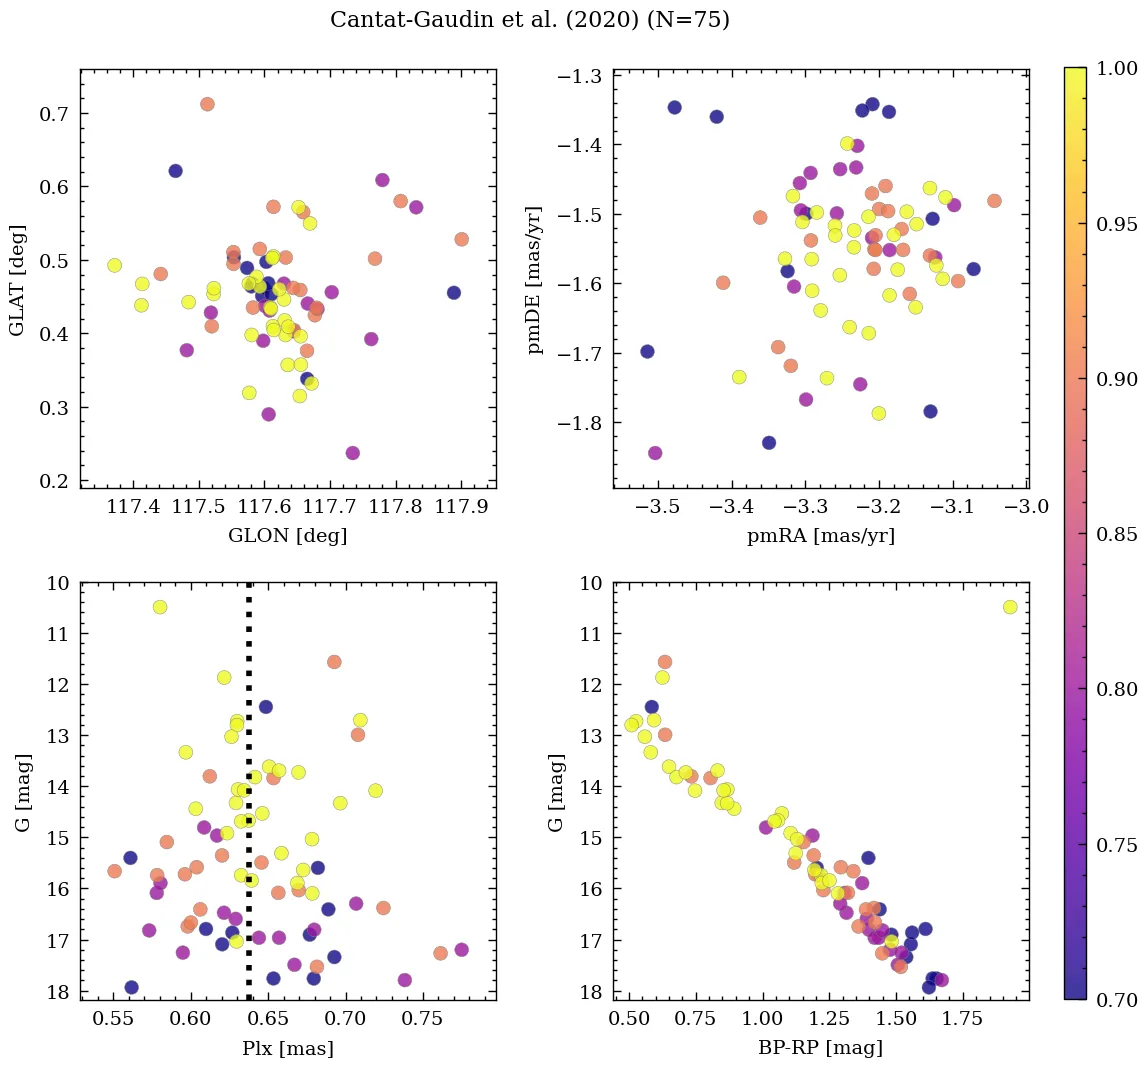 Cantat-Gaudin et al. (2020) (N=75)
0.7
0.6
0.5
0.4
0.3
0.2
GLAT [deg]
117.4 117.5 117.6 117.7 117.8 117.9
GLON [deg]
−1.3
−1.4
−1.5
−1.6
−1.7
−1.8
pmDE [mas/yr]
−3.5 −3.4 −3.3 −3.2 −3.1 −3.0
pmRA [mas/yr]
10
11
12
13
14
15
16
17
18
G [mag]
0.55 0.60 0.65 0.70 0.75
Plx [mas]
10
11
12
13
14
15
16
17
18
G [mag]
0.50 0.75 1.00 1.25 1.50 1.75
BP-RP [mag]
1.00
0.95
0.90
0.85
0.80
0.75
0.70